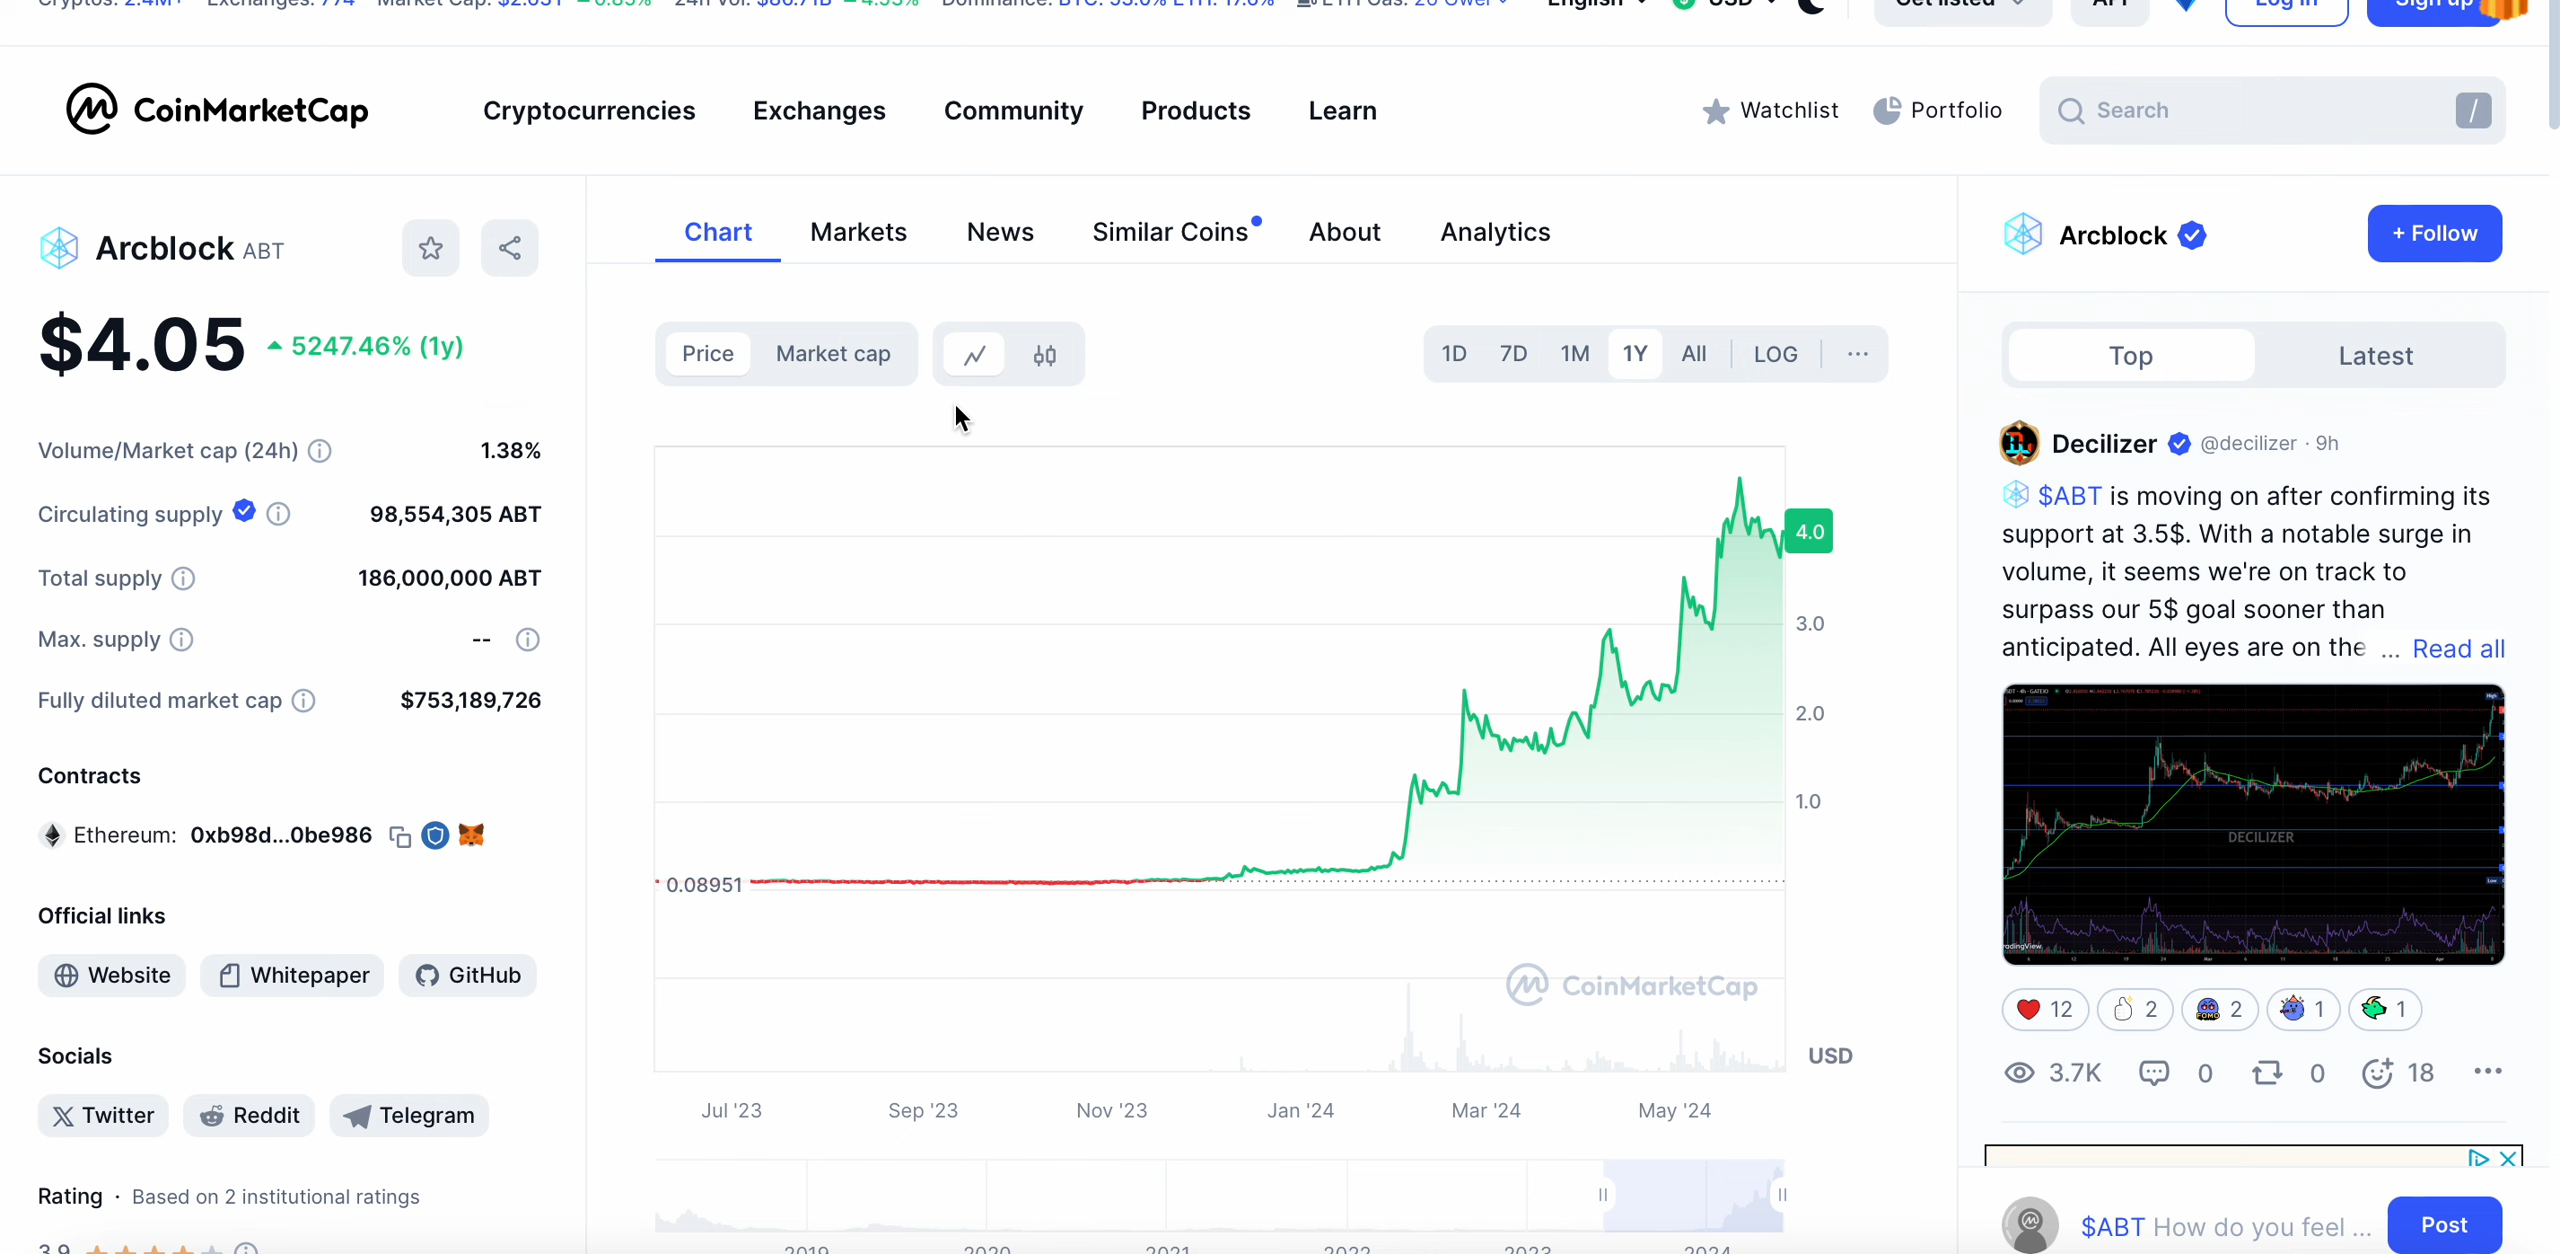 CoinMarketCap
Cryptocurrencies
Exchanges
Community
Products
Learn
Watchlist
Portfolio
Search
/
Arcblock ABT
$4.05 5247.46% (1y)
Volume/Market cap (24h) 1.38%
Circulating supply 98,554,305 ABT
Total supply 186,000,000 ABT
Max. supply --
Fully diluted market cap $753,189,726
Contracts
Ethereum: 0xb98d...0be986
Official links
Website Whitepaper GitHub
Socials
Twitter Reddit Telegram
Rating · Based on 2 institutional ratings
3.9
Chart Markets News Similar Coins About Analytics
Price Market cap
1D 7D 1M 1Y All LOG ...
4.0
3.0
2.0
1.0
0.08951
CoinMarketCap
USD
Jul '23 Sep '23 Nov '23 Jan '24 Mar '24 May '24
2019 2020 2021 2022 2023 2024
Arcblock + Follow
Top Latest
Decilizer @decilizer · 9h
$ABT is moving on after confirming its
support at 3.5$. With a notable surge in
volume, it seems we're on track to
surpass our 5$ goal sooner than
anticipated. All eyes are on the ... Read all
DECILIZER
12 2 2 1 1
3.7K 0 0 18 ...
$ABT How do you feel ... Post